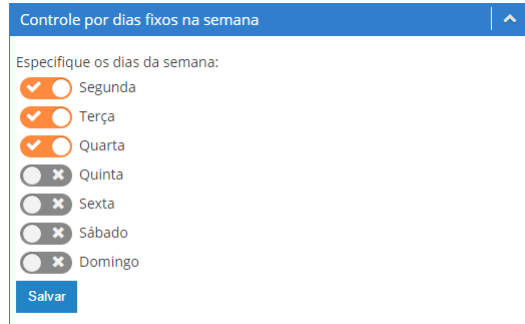 Controle por dias fixos na semana
Especifique os dias da semana:
Segunda
Terça
Quarta
Quinta
Sexta
Sábado
Domingo
Salvar